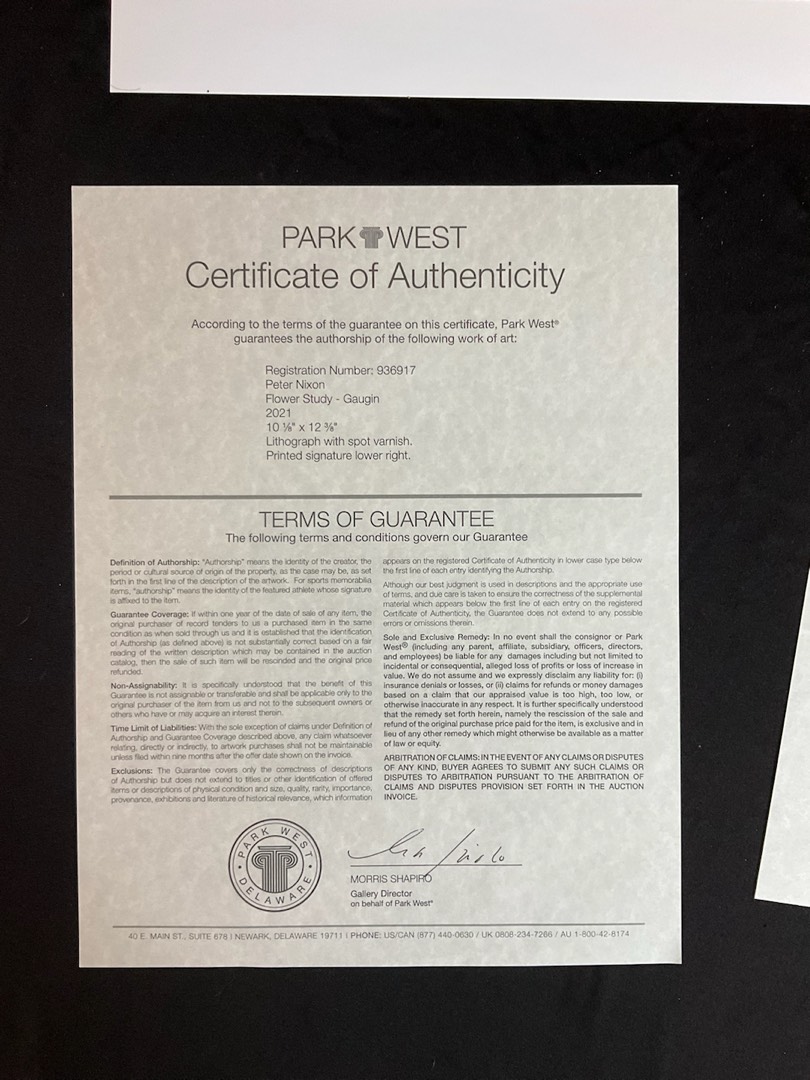 PARK WEST
Certificate of Authenticity
According to the terms of the guarantee on this certificate, Park West®
guarantees the authorship of the following work of art:
Registration Number: 936917
Peter Nixon
Flower Study - Gaugin
2021
10 ⅛" x 12 ⅜"
Lithograph with spot varnish.
Printed signature lower right.
TERMS OF GUARANTEE
The following terms and conditions govern our Guarantee
Definition of Authorship: "Authorship" means the identity of the creator, the
period or cultural source of origin of the property, as the case may be, as set
forth in the first line of the description of the artwork. For sports memorabilia
items, "authorship" means the identity of the featured athlete whose signature
is affixed to the item.
Guarantee Coverage: If within one year of the date of sale of any item, the
original purchaser of record tenders to us a purchased item in the same
condition as when sold through us and it is established that the identification
of Authorship (as defined above) is not substantially correct based on a fair
reading of the written description which may be contained in the auction
catalog, then the sale of such item will be rescinded and the original price
refunded.
Non-Assignability: It is specifically understood that the benefit of this
Guarantee is not assignable or transferable and shall be applicable only to the
original purchaser of the item from us and not to the subsequent owners or
others who have or may acquire an interest therein.
Time Limit of Liabilities: With the sole exception of claims under Definition of
Authorship and Guarantee Coverage described above, any claim whatsoever
relating, directly or indirectly, to artwork purchases shall not be maintainable
unless filed within nine months after the offer date shown on the invoice.
Exclusions: The Guarantee covers only the correctness of descriptions
of Authorship but does not extend to titles or other identification of offered
items or descriptions of physical condition and size, quality, rarity, importance,
provenance, exhibitions and literature of historical relevance, which information
appears on the registered Certificate of Authenticity in lower case type below
the first line of each entry identifying the Authorship.
Although our best judgment is used in descriptions and the appropriate use
of terms, and due care is taken to ensure the correctness of the supplemental
material which appears below the first line of each entry on the registered
Certificate of Authenticity, the Guarantee does not extend to any possible
errors or omissions therein.
Sole and Exclusive Remedy: In no event shall the consignor or Park
West® (including any parent, affiliate, subsidiary, officers, directors,
and employees) be liable for any damages including but not limited to
incidental or consequential, alleged loss of profits or loss of increase in
value. We do not assume and we expressly disclaim any liability for: (i)
insurance denials or losses, or (ii) claims for refunds or money damages
based on a claim that our appraised value is too high, too low, or
otherwise inaccurate in any respect. It is further specifically understood
that the remedy set forth herein, namely the rescission of the sale and
refund of the original purchase price paid for the item, is exclusive and in
lieu of any other remedy which might otherwise be available as a matter
of law or equity.
ARBITRATION OF CLAIMS: IN THE EVENT OF ANY CLAIMS OR DISPUTES
OF ANY KIND, BUYER AGREES TO SUBMIT ANY SUCH CLAIMS OR
DISPUTES TO ARBITRATION PURSUANT TO THE ARBITRATION OF
CLAIMS AND DISPUTES PROVISION SET FORTH IN THE AUCTION
INVOICE.
PARK WEST
DELAWARE
MORRIS SHAPIRO
Gallery Director
on behalf of Park West®
40 E. MAIN ST., SUITE 678 | NEWARK, DELAWARE 19711 | PHONE: US/CAN (877) 440-0630 / UK 0808-234-7266 / AU 1-800-42-8174